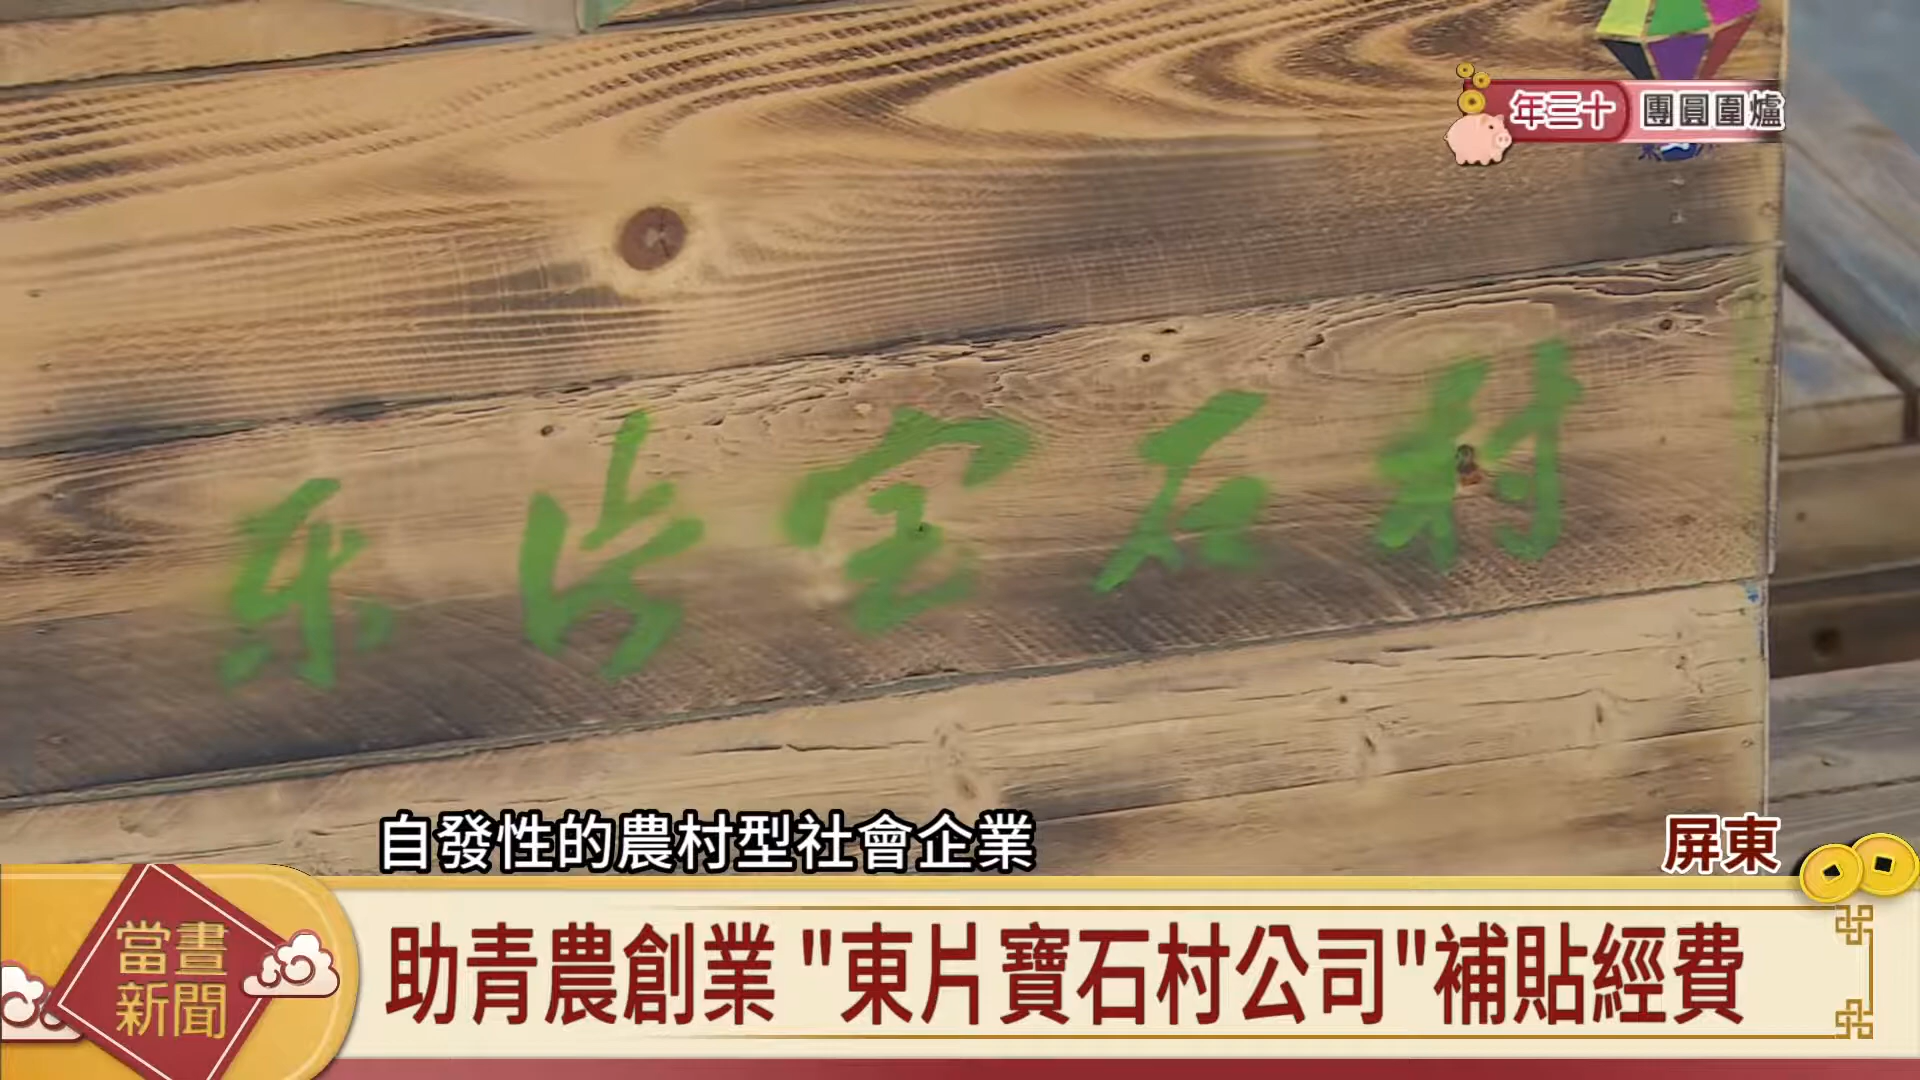 年三十 團圓圍爐
东片宝石村
自發性的農村型社會企業
屏東
當晝
新聞
助青農創業 "東片寶石村公司"補貼經費